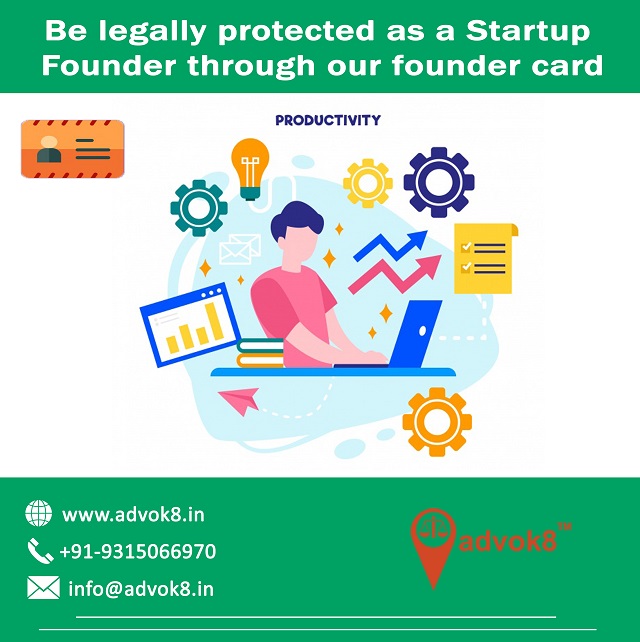 Be legally protected as a Startup
Founder through our founder card
PRODUCTIVITY
www.advok8.in
+91-9315066970
info@advok8.in
advok8™